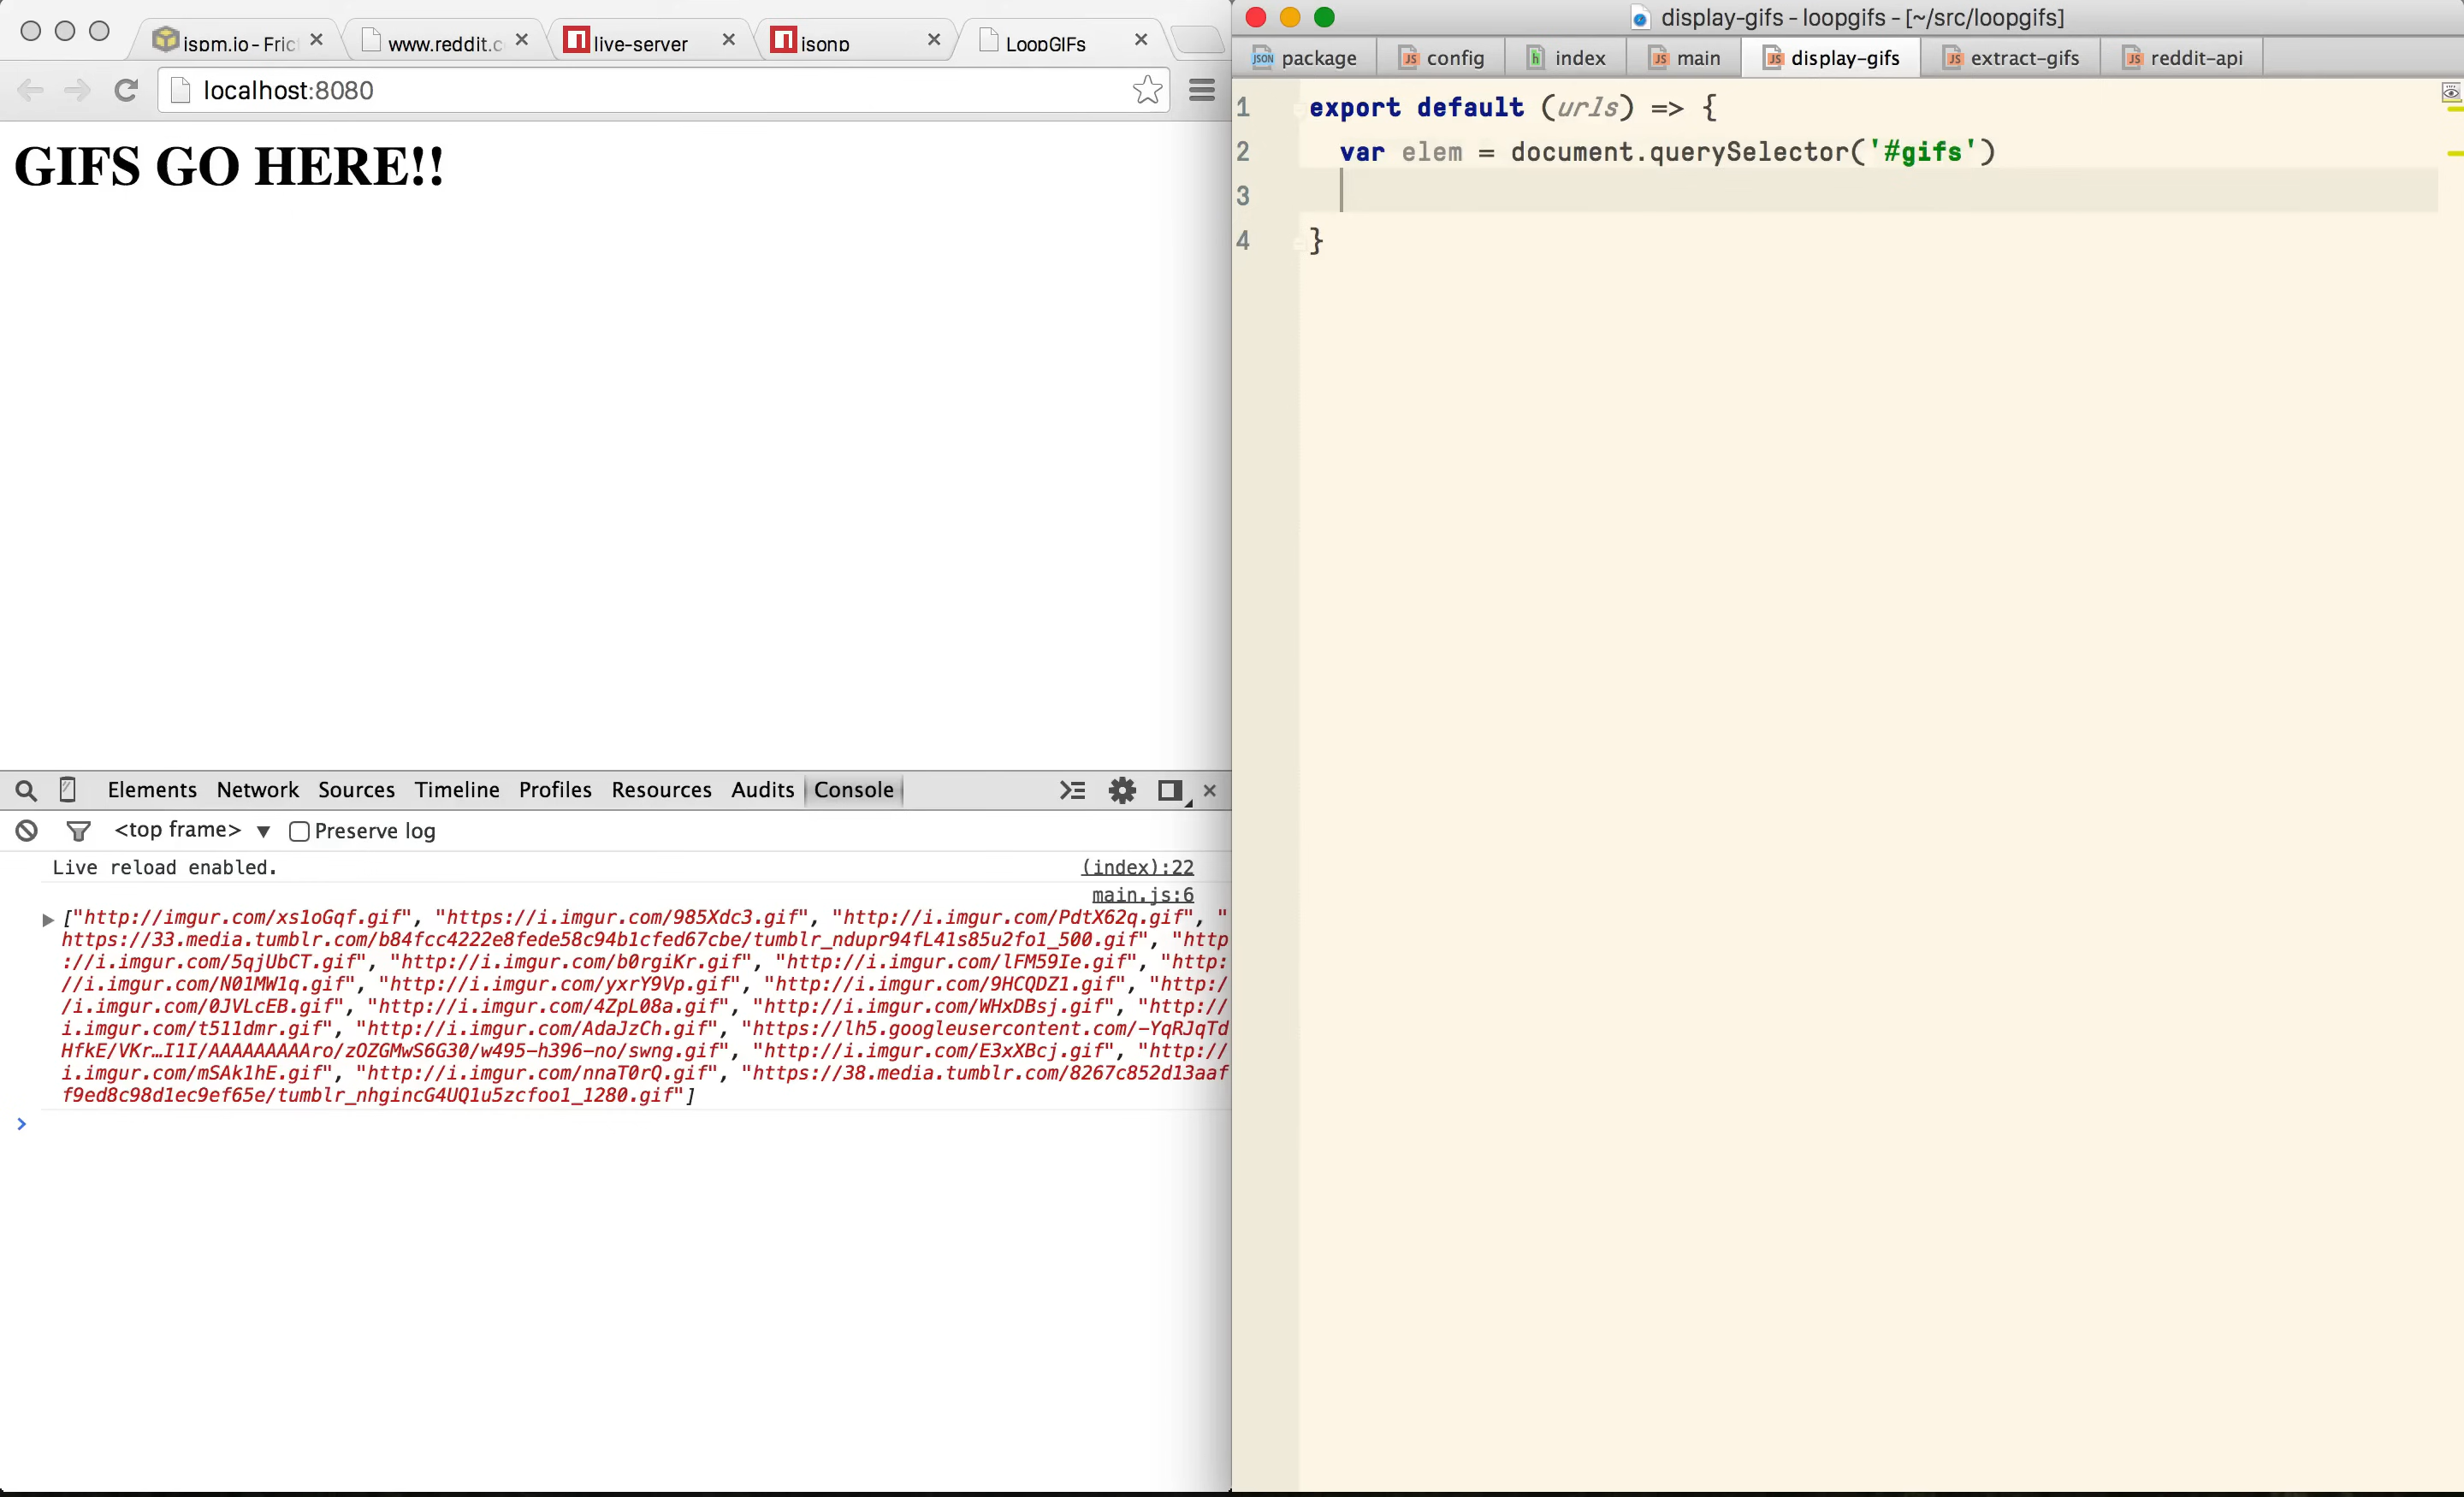 ispm.io - Fric
www.reddit.c
live-server
jsonp
LoopGIFs
localhost:8080
GIFS GO HERE!!
Elements Network Sources Timeline Profiles Resources Audits Console
<top frame> Preserve log
Live reload enabled. (index):22
main.js:6
["http://imgur.com/xs1oGqf.gif", "https://i.imgur.com/985Xdc3.gif", "http://i.imgur.com/PdtX62q.gif", "
https://33.media.tumblr.com/b84fcc4222e8fede58c94b1cfed67cbe/tumblr_ndupr94fL41s85u2fo1_500.gif", "http
://i.imgur.com/5qjUbCT.gif", "http://i.imgur.com/b0rgiKr.gif", "http://i.imgur.com/lFM59Ie.gif", "http:
//i.imgur.com/N01MW1q.gif", "http://i.imgur.com/yxrY9Vp.gif", "http://i.imgur.com/9HCQDZ1.gif", "http:/
/i.imgur.com/0JVLcEB.gif", "http://i.imgur.com/4ZpL08a.gif", "http://i.imgur.com/WHxDBsj.gif", "http://
i.imgur.com/t511dmr.gif", "http://i.imgur.com/AdaJzCh.gif", "https://lh5.googleusercontent.com/-YqRJqTd
HfkE/VKr…I1I/AAAAAAAAAro/zOZGMwS6G30/w495-h396-no/swng.gif", "http://i.imgur.com/E3xXBcj.gif", "http://
i.imgur.com/mSAk1hE.gif", "http://i.imgur.com/nnaT0rQ.gif", "https://38.media.tumblr.com/8267c852d13aaf
f9ed8c98d1ec9ef65e/tumblr_nhgincG4UQ1u5zcfoo1_1280.gif"]
display-gifs - loopgifs - [~/src/loopgifs]
JSON package JS config h index JS main JS display-gifs JS extract-gifs JS reddit-api
1 export default (urls) => {
2 var elem = document.querySelector('#gifs')
3
4 }